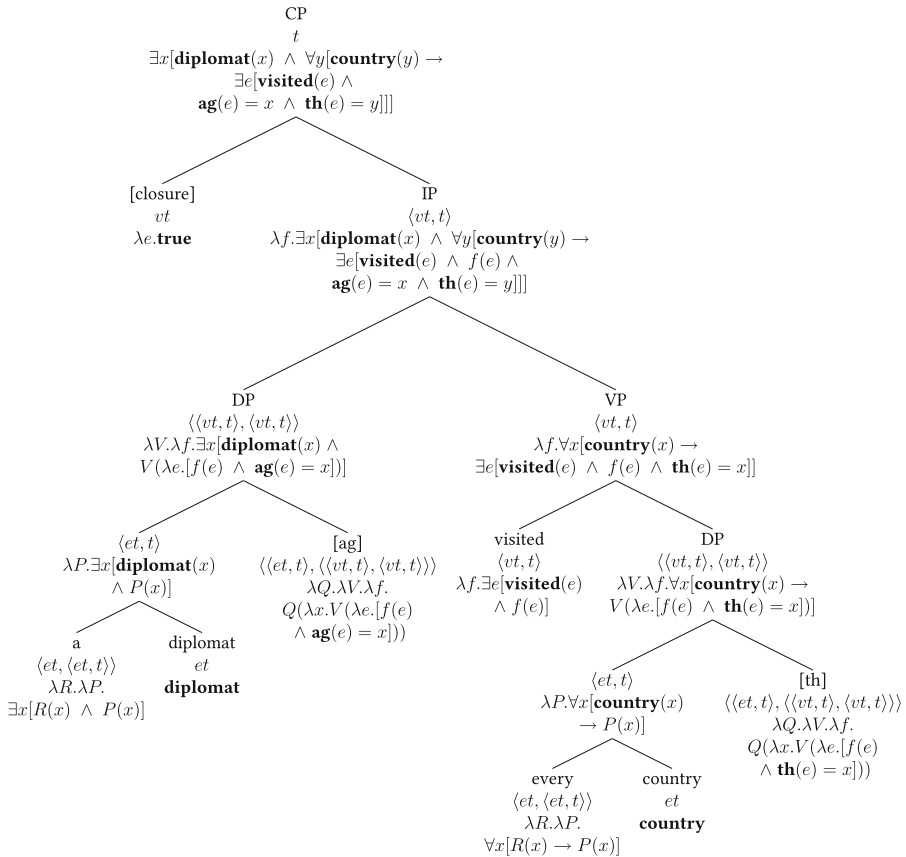 CP
t
∃x[diplomat(x) ∧ ∀y[country(y) →
∃e[visited(e) ∧
ag(e) = x ∧ th(e) = y]]]
[closure]
vt
λe.true
IP
⟨vt, t⟩
λf.∃x[diplomat(x) ∧ ∀y[country(y) →
∃e[visited(e) ∧ f(e) ∧
ag(e) = x ∧ th(e) = y]]]
DP
⟨⟨vt, t⟩, ⟨vt, t⟩⟩
λV.λf.∃x[diplomat(x) ∧
V(λe.[f(e) ∧ ag(e) = x])]
VP
⟨vt, t⟩
λf.∀x[country(x) →
∃e[visited(e) ∧ f(e) ∧ th(e) = x]]
⟨et, t⟩
λP.∃x[diplomat(x)
∧ P(x)]
[ag]
⟨⟨et, t⟩, ⟨⟨vt, t⟩, ⟨vt, t⟩⟩⟩
λQ.λV.λf.
Q(λx.V(λe.[f(e)
∧ ag(e) = x]))
visited
⟨vt, t⟩
λf.∃e[visited(e)
∧ f(e)]
DP
⟨⟨vt, t⟩, ⟨vt, t⟩⟩
λV.λf.∀x[country(x) →
V(λe.[f(e) ∧ th(e) = x])]
a
⟨et, ⟨et, t⟩⟩
λR.λP.
∃x[R(x) ∧ P(x)]
diplomat
et
diplomat
⟨et, t⟩
λP.∀x[country(x)
→ P(x)]
[th]
⟨⟨et, t⟩, ⟨⟨vt, t⟩, ⟨vt, t⟩⟩⟩
λQ.λV.λf.
Q(λx.V(λe.[f(e)
∧ th(e) = x]))
every
⟨et, ⟨et, t⟩⟩
λR.λP.
∀x[R(x) → P(x)]
country
et
country